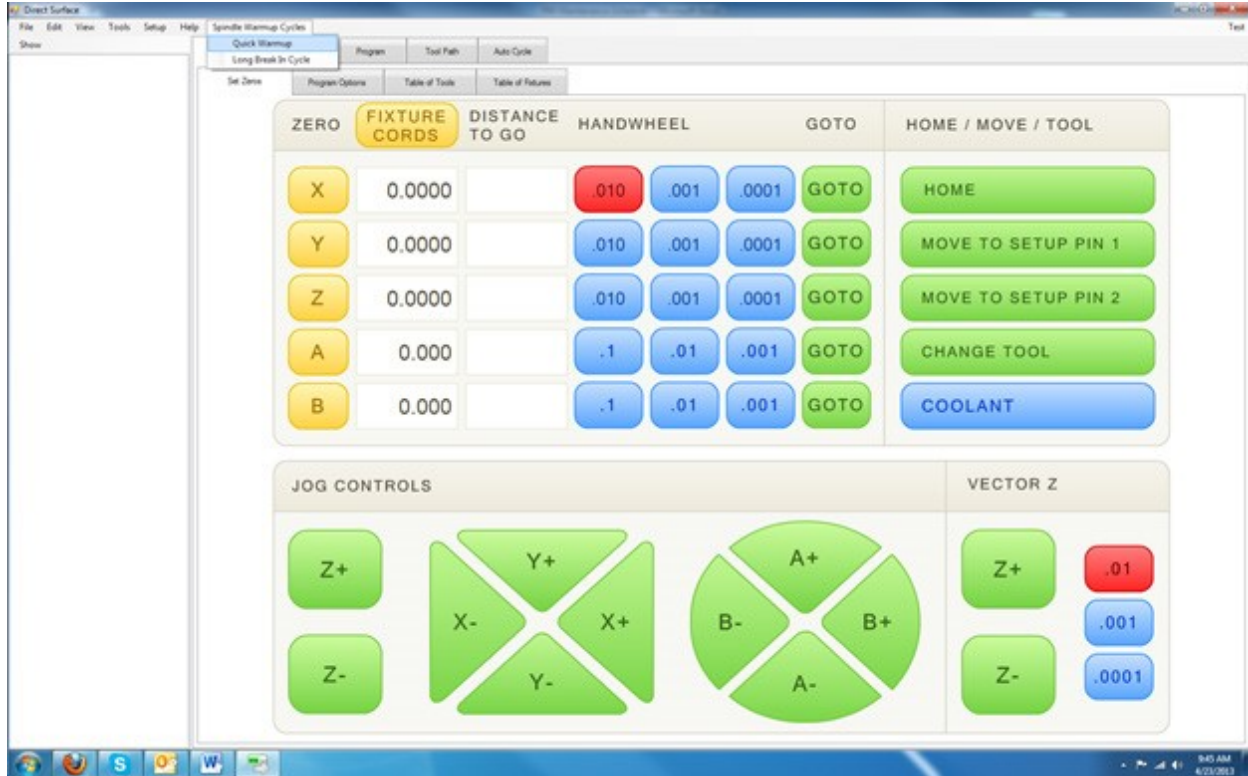 Direct Surface
File Edit View Tools Setup Help Spindle Warmup Cycles Test
Show
Quick Warmup
Long Break In Cycle
Program Tool Path Auto Cycle
Set Zeros Program Options Table of Tools Table of Fixtures
ZERO FIXTURE CORDS DISTANCE TO GO HANDWHEEL GOTO HOME / MOVE / TOOL
X 0.0000 .010 .001 .0001 GOTO HOME
Y 0.0000 .010 .001 .0001 GOTO MOVE TO SETUP PIN 1
Z 0.0000 .010 .001 .0001 GOTO MOVE TO SETUP PIN 2
A 0.000 .1 .01 .001 GOTO CHANGE TOOL
B 0.000 .1 .01 .001 GOTO COOLANT
JOG CONTROLS VECTOR Z
Z+ Y+ A+ Z+ .01
X- X+ B- B+ .001
Z- Y- A- Z- .0001
S W
9:45 AM
4/23/2013